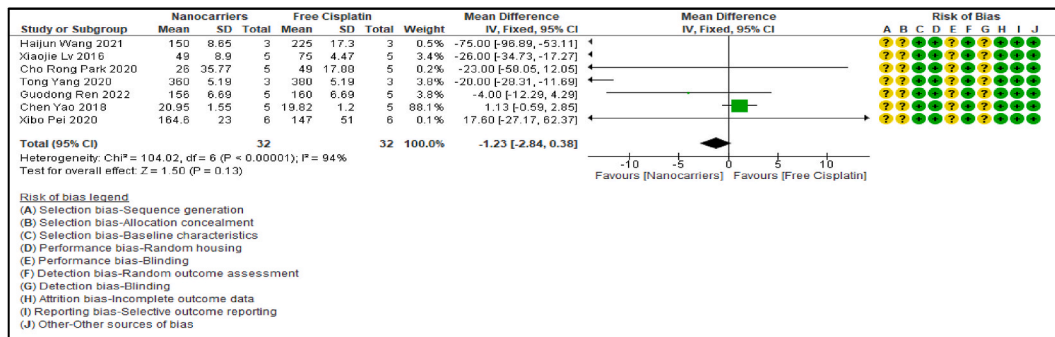 Nanocarriers Free Cisplatin Mean Difference Mean Difference Risk of Bias
Study or Subgroup Mean SD Total Mean SD Total Weight IV, Fixed, 95% CI IV, Fixed, 95% CI A B C D E F G H I J
Haijun Wang 2021 150 8.65 3 225 17.3 3 0.5% -75.00 [-96.89, -53.11] ? ? + + ? + ? + + +
Xiaojie Lv 2016 49 8.9 5 75 4.47 5 3.4% -26.00 [-34.73, -17.27] ? ? + + ? + ? + + +
Cho Rong Park 2020 26 35.77 5 49 17.88 5 0.2% -23.00 [-58.05, 12.05] ? ? + + ? + ? + + +
Tong Yang 2020 360 5.19 3 380 5.19 3 3.8% -20.00 [-28.31, -11.69] ? ? + + ? + ? + + +
Guodong Ren 2022 156 6.69 5 160 6.69 5 3.8% -4.00 [-12.29, 4.29] ? ? + + ? + ? + + +
Chen Yao 2018 20.95 1.55 5 19.82 1.2 5 88.1% 1.13 [-0.59, 2.85] ? ? + + ? + ? + + +
Xibo Pei 2020 164.6 23 6 147 51 6 0.1% 17.60 [-27.17, 62.37] ? ? + + ? + ? + + +
Total (95% CI) 32 32 100.0% -1.23 [-2.84, 0.38]
Heterogeneity: Chi² = 104.02, df = 6 (P < 0.00001); I² = 94%
Test for overall effect: Z = 1.50 (P = 0.13)
-10 -5 0 5 10
Favours [Nanocarriers] Favours [Free Cisplatin]
Risk of bias legend
(A) Selection bias-Sequence generation
(B) Selection bias-Allocation concealment
(C) Selection bias-Baseline characteristics
(D) Performance bias-Random housing
(E) Performance bias-Blinding
(F) Detection bias-Random outcome assessment
(G) Detection bias-Blinding
(H) Attrition bias-Incomplete outcome data
(I) Reporting bias-Selective outcome reporting
(J) Other-Other sources of bias